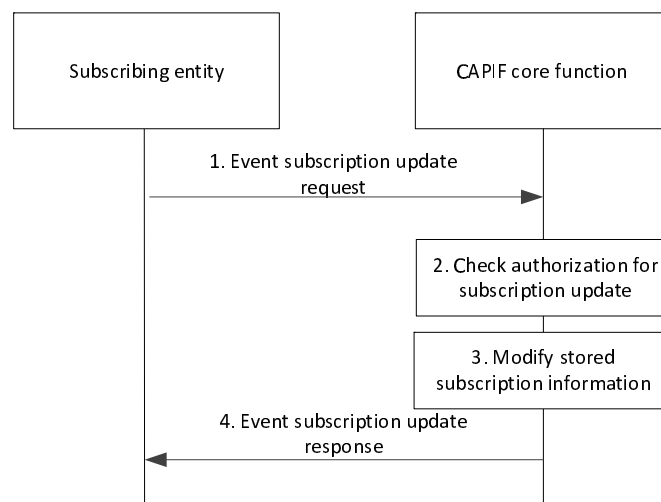 Subscribing entity
CAPIF core function
1. Event subscription update
request
2. Check authorization for
subscription update
3. Modify stored
subscription information
4. Event subscription update
response